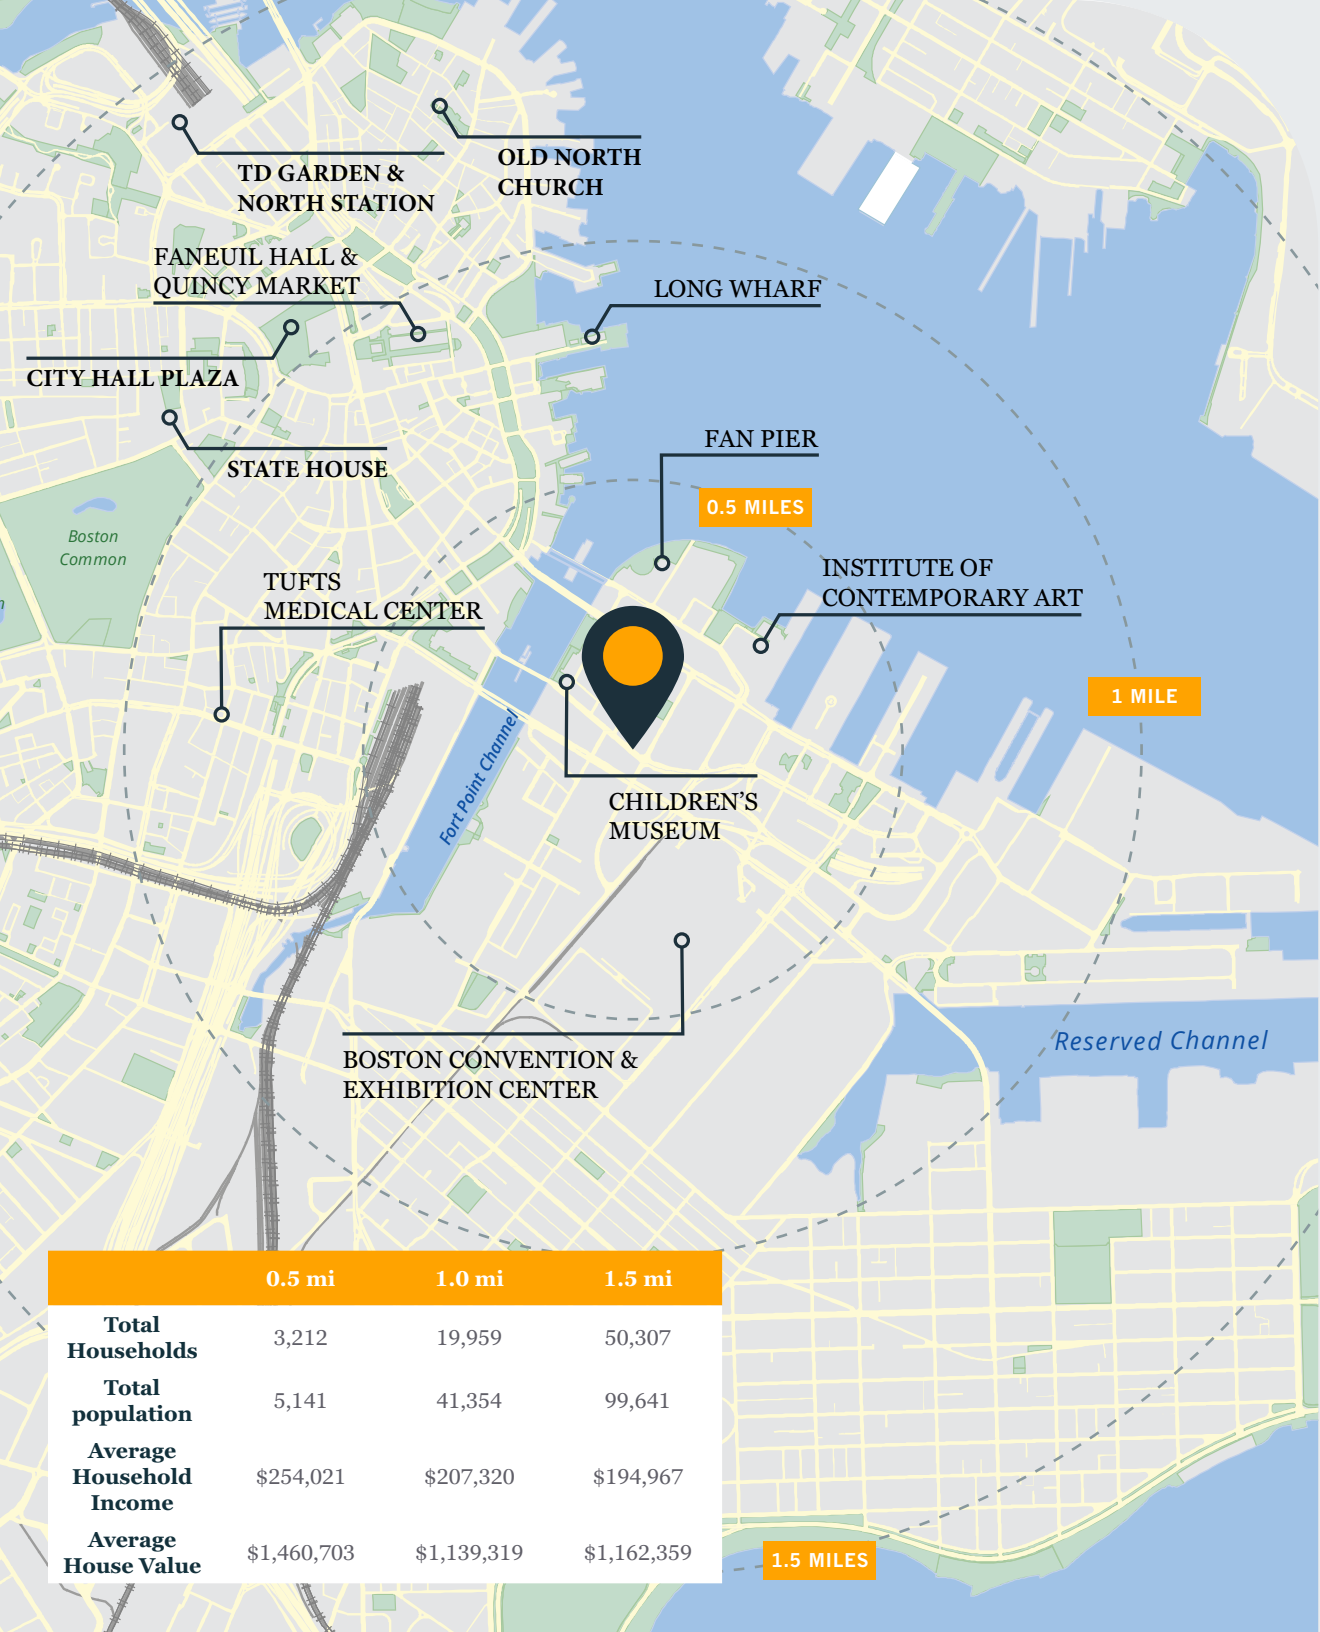 OLD NORTH
CHURCH
TD GARDEN &
NORTH STATION
FANEUIL HALL &
QUINCY MARKET
LONG WHARF
CITY HALL PLAZA
STATE HOUSE
FAN PIER
0.5 MILES
Boston
Common
TUFTS
MEDICAL CENTER
INSTITUTE OF
CONTEMPORARY ART
1 MILE
Fort Point Channel
CHILDREN’S
MUSEUM
Reserved Channel
BOSTON CONVENTION &
EXHIBITION CENTER
0.5 mi 1.0 mi 1.5 mi
Total
Households 3,212 19,959 50,307
Total
population 5,141 41,354 99,641
Average
Household $254,021 $207,320 $194,967
Income
Average
House Value $1,460,703 $1,139,319 $1,162,359
1.5 MILES